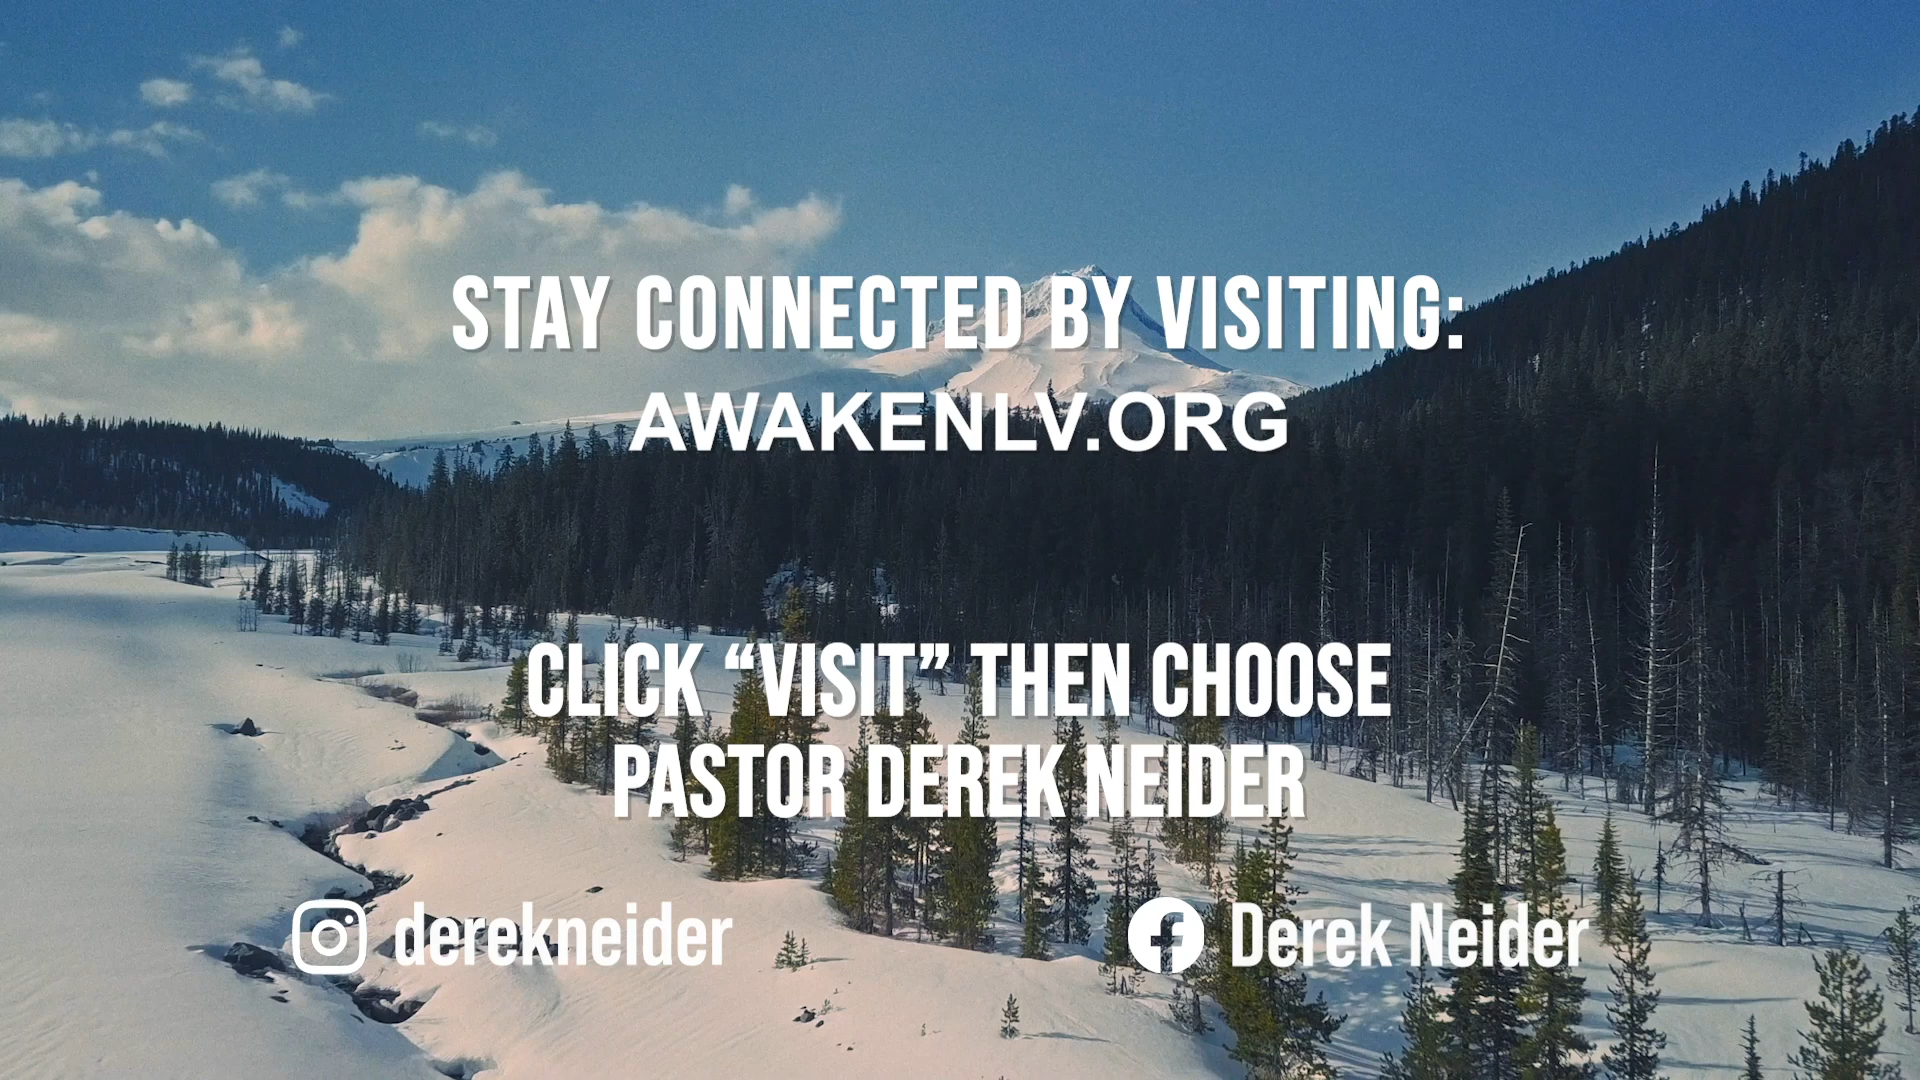 STAY CONNECTED BY VISITING:
AWAKENLV.ORG
CLICK “VISIT” THEN CHOOSE
PASTOR DEREK NEIDER
derekneider
Derek Neider